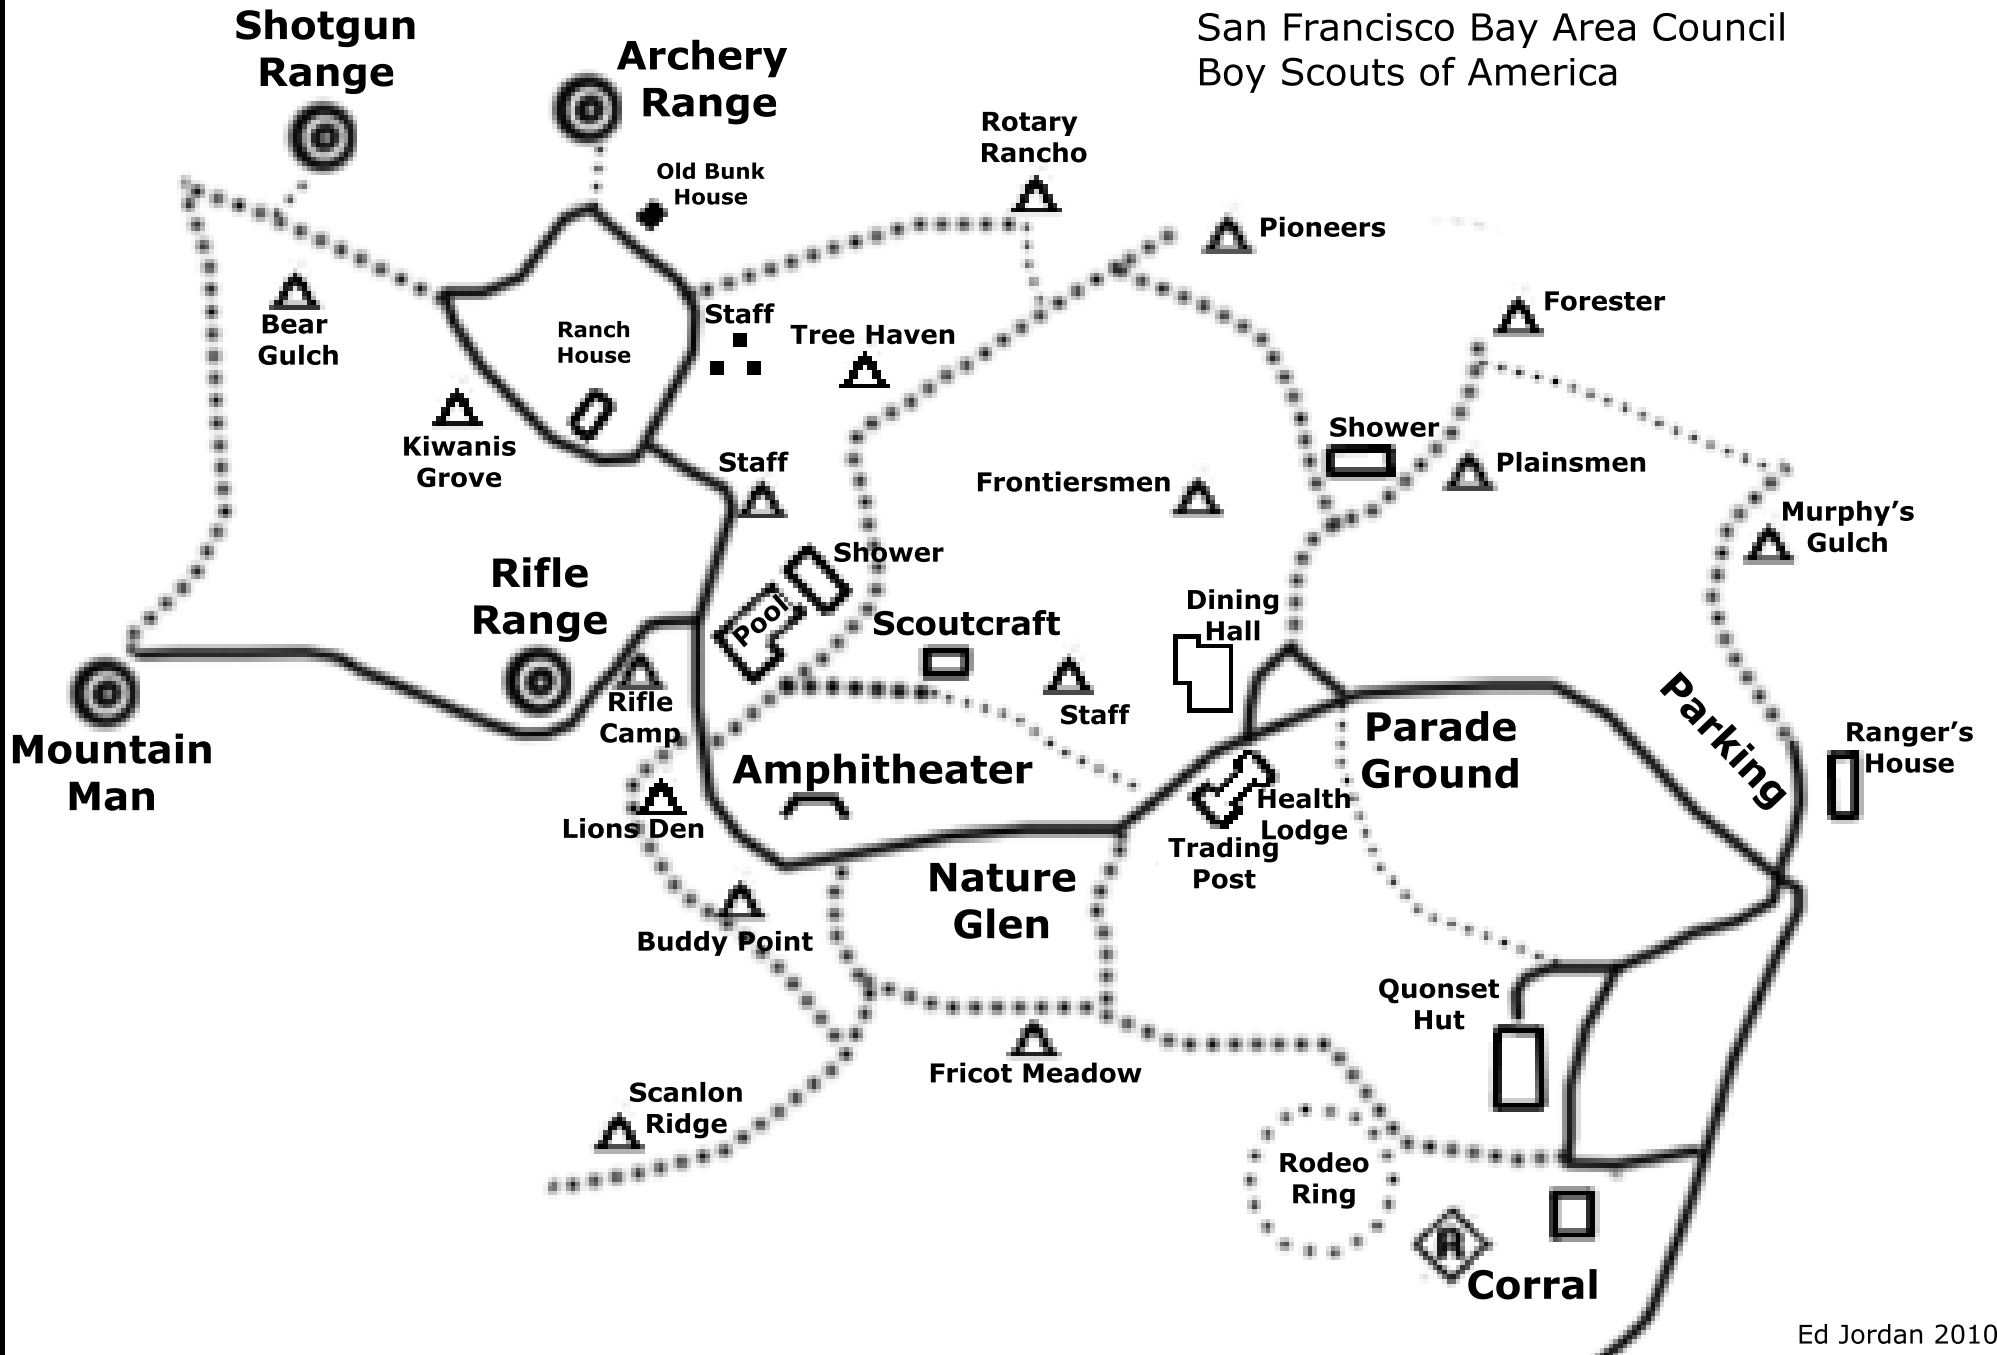 San Francisco Bay Area Council
Boy Scouts of America
Shotgun
Range
Archery
Range
Old Bunk
House
Rotary
Rancho
Pioneers
Forester
Bear
Gulch
Ranch
House
Staff
Tree Haven
Kiwanis
Grove
Staff
Frontiersmen
Shower
Plainsmen
Murphy's
Gulch
Rifle
Range
Shower
Pool
Scoutcraft
Dining
Hall
Staff
Rifle
Camp
Mountain
Man
Amphitheater
Parade
Ground
Parking
Ranger's
House
Lions Den
Health
Lodge
Trading
Post
Nature
Glen
Buddy Point
Quonset
Hut
Fricot Meadow
Scanlon
Ridge
Rodeo
Ring
R
Corral
Ed Jordan 2010